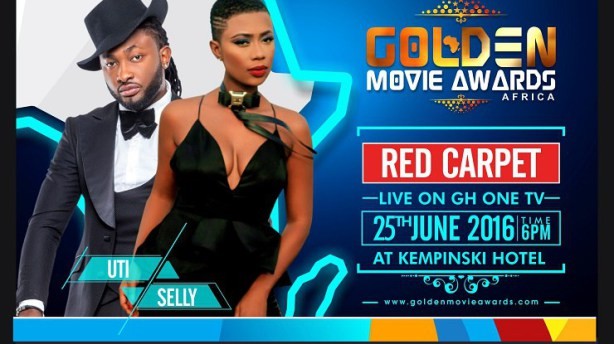 GOLDEN
MOVIE AWARDS
AFRICA
RED CARPET
LIVE ON GH ONE TV
25TH JUNE 2016 TIME 6PM
AT KEMPINSKI HOTEL
www.goldenmovieawards.com
UTI
SELLY